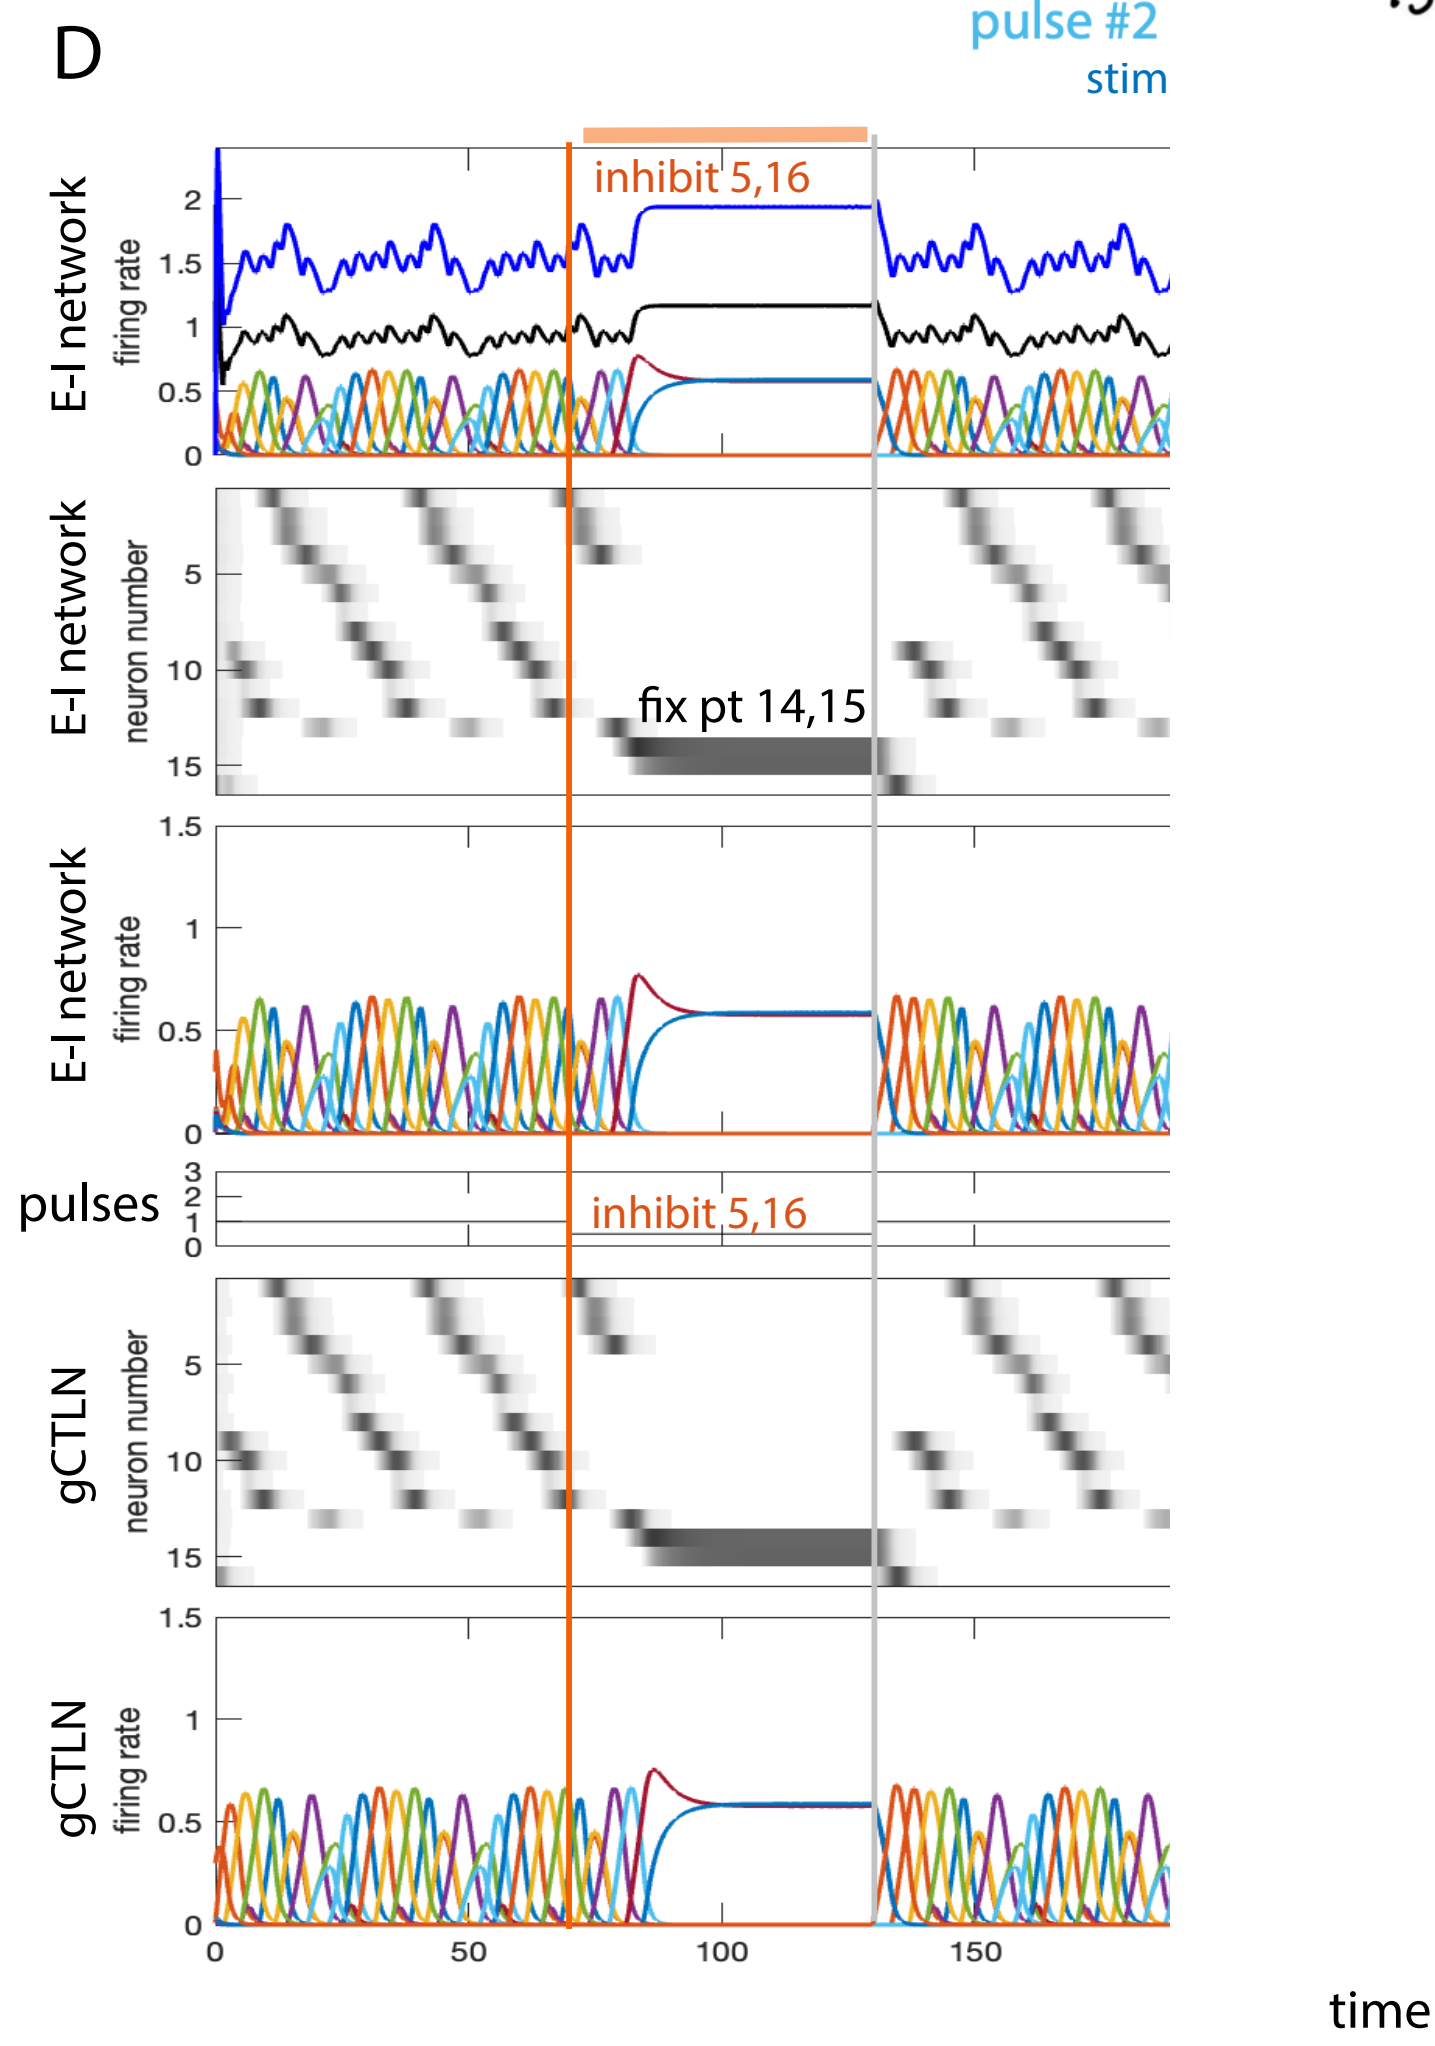 D
pulse #2
stim
inhibit 5,16
E-I network
firing rate
2
1.5
1
0.5
0
E-I network
neuron number
5
10
15
fix pt 14,15
E-I network
firing rate
1.5
1
0.5
0
pulses
3
2
1
0
inhibit 5,16
gCTLN
neuron number
5
10
15
gCTLN
firing rate
1.5
1
0.5
0
0 50 100 150
time